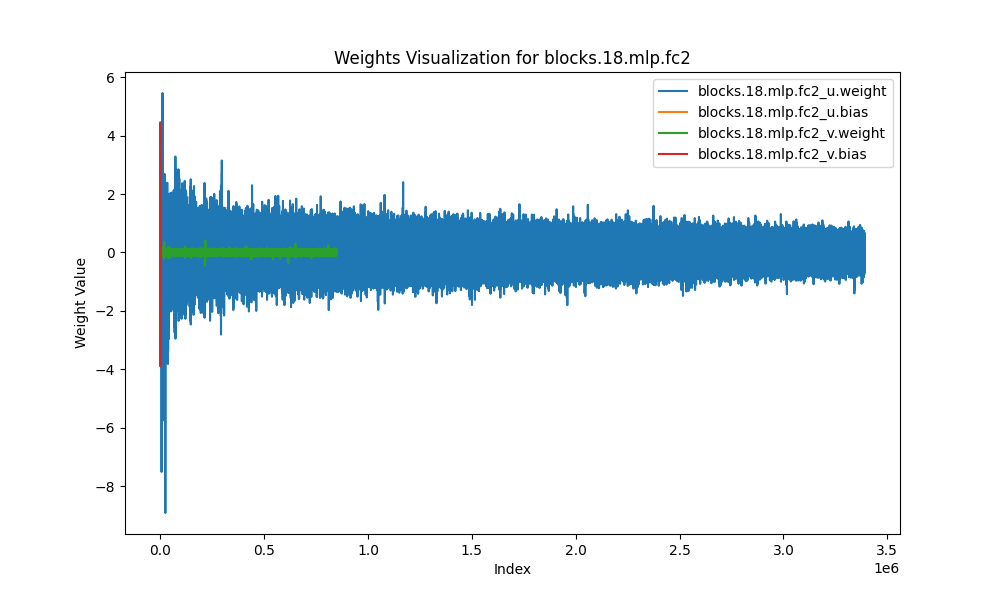 Weights Visualization for blocks.18.mlp.fc2
blocks.18.mlp.fc2_u.weight
blocks.18.mlp.fc2_u.bias
blocks.18.mlp.fc2_v.weight
blocks.18.mlp.fc2_v.bias
Weight Value
6
4
2
0
−2
−4
−6
−8
0.0 0.5 1.0 1.5 2.0 2.5 3.0 3.5
1e6
Index